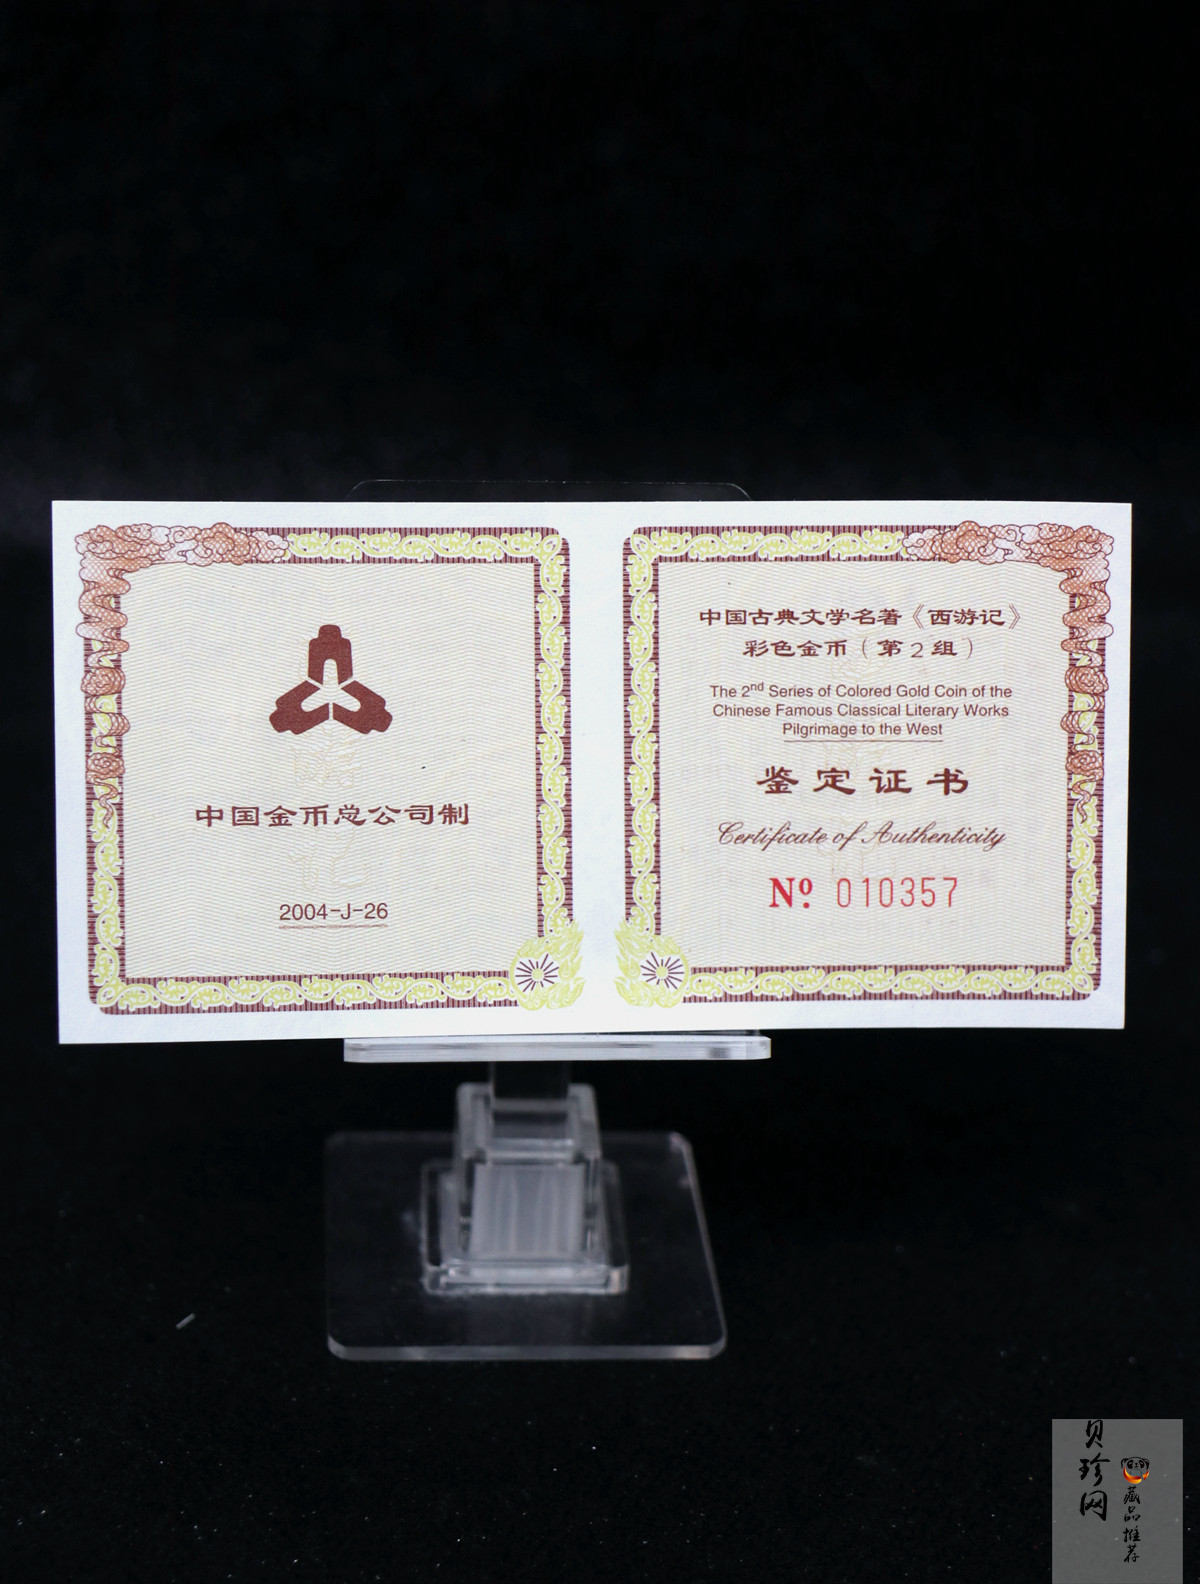 中国金币总公司制
2004-J-26
中国古典文学名著《西游记》
彩色金币（第2组）
The 2nd Series of Colored Gold Coin of the
Chinese Famous Classical Literary Works
Pilgrimage to the West
鉴定证书
Certificate of Authenticity
Nº. 010357
贝珍网
藏品推荐